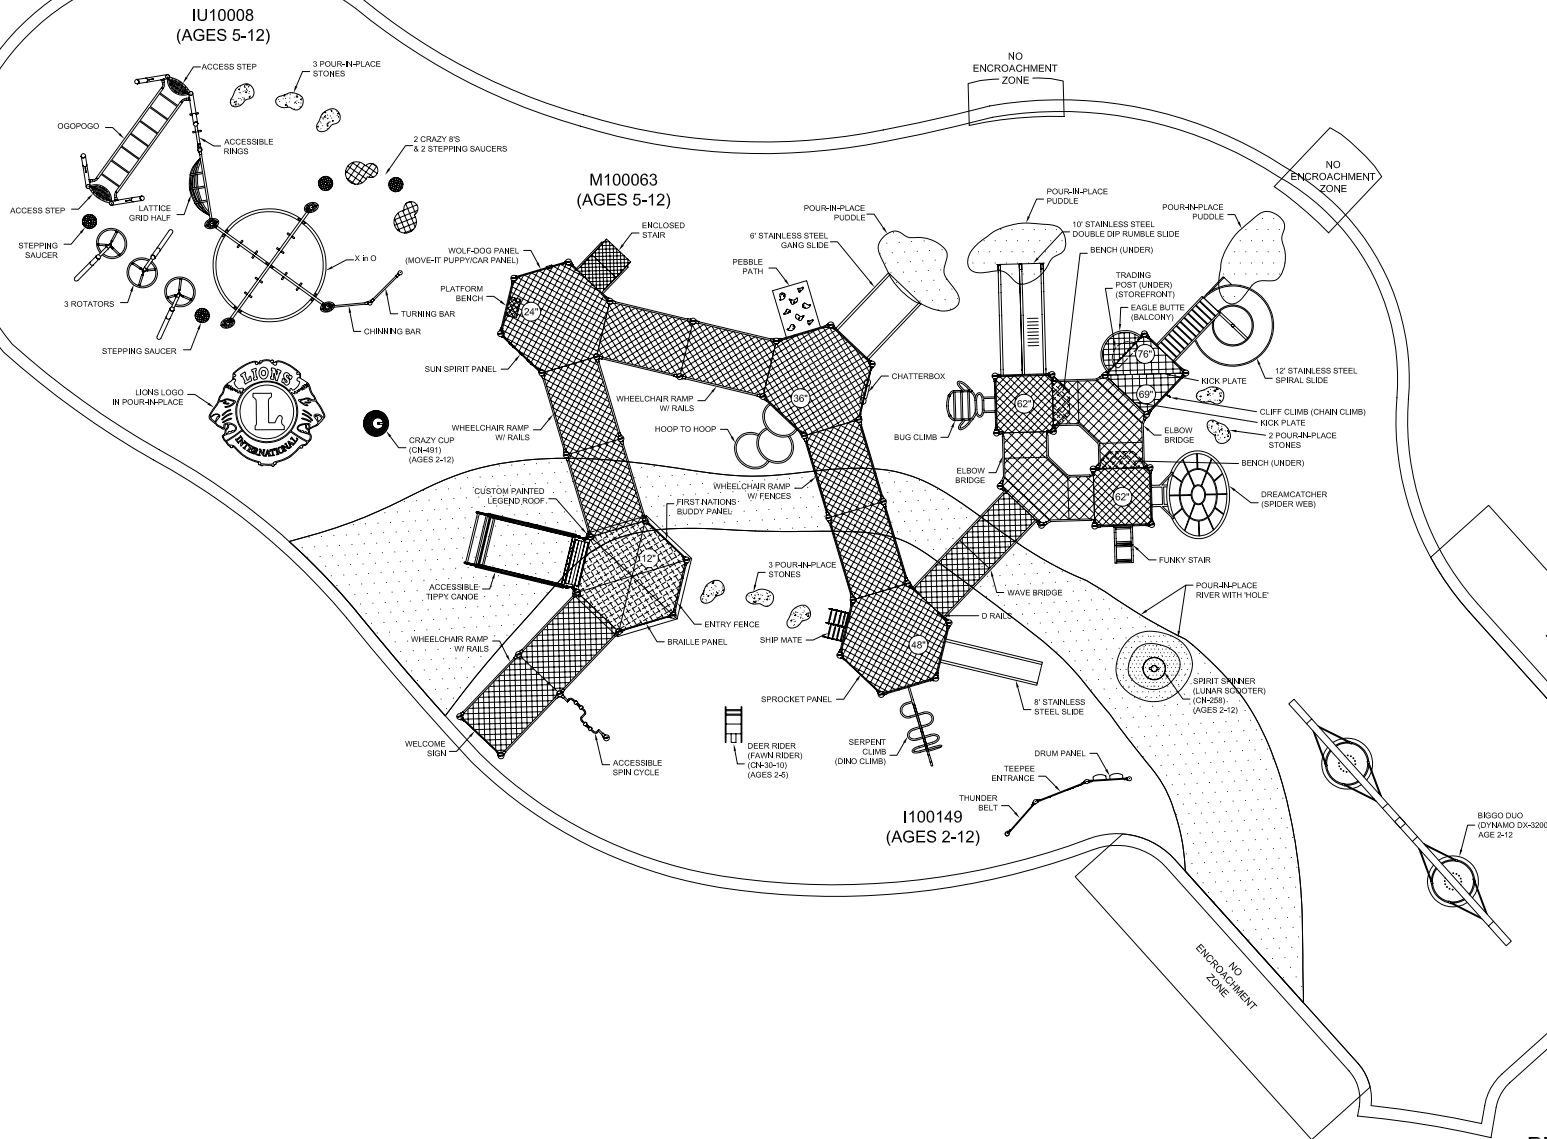 IU10008
(AGES 5-12)
ACCESS STEP
3 POUR-IN-PLACE
STONES
OGOPOGO
ACCESSIBLE
RINGS
2 CRAZY 8'S
& 2 STEPPING SAUCERS
ACCESS STEP
LATTICE
GRID HALF
STEPPING
SAUCER
X in O
3 ROTATORS
TURNING BAR
CHINNING BAR
STEPPING SAUCER
LIONS LOGO
IN POUR-IN-PLACE
LIONS
L
INTERNATIONAL
CRAZY CUP
(CN-491)
(AGES 2-12)
M100063
(AGES 5-12)
ENCLOSED
STAIR
WOLF-DOG PANEL
(MOVE-IT PUPPY/CAR PANEL)
PLATFORM
BENCH
24"
SUN SPIRIT PANEL
WHEELCHAIR RAMP
W/ RAILS
WHEELCHAIR RAMP
W/ RAILS
HOOP TO HOOP
PEBBLE
PATH
36"
6' STAINLESS STEEL
GANG SLIDE
POUR-IN-PLACE
PUDDLE
CHATTERBOX
NO
ENCROACHMENT
ZONE
NO
ENCROACHMENT
ZONE
POUR-IN-PLACE
PUDDLE
10' STAINLESS STEEL
DOUBLE DIP RUMBLE SLIDE
BENCH (UNDER)
POUR-IN-PLACE
PUDDLE
TRADING
POST (UNDER)
(STOREFRONT)
EAGLE BUTTE
(BALCONY)
76"
69"
62"
12' STAINLESS STEEL
SPIRAL SLIDE
KICK PLATE
CLIFF CLIMB (CHAIN CLIMB)
KICK PLATE
2 POUR-IN-PLACE
STONES
ELBOW
BRIDGE
BUG CLIMB
ELBOW
BRIDGE
BENCH (UNDER)
62"
DREAMCATCHER
(SPIDER WEB)
FUNKY STAIR
WHEELCHAIR RAMP
W/ FENCES
CUSTOM PAINTED
LEGEND ROOF
FIRST NATIONS
BUDDY PANEL
12"
ACCESSIBLE
TIPPY CANOE
3 POUR-IN-PLACE
STONES
ENTRY FENCE
BRAILLE PANEL
WHEELCHAIR RAMP
W/ RAILS
SHIP MATE
WAVE BRIDGE
D RAILS
48"
SPROCKET PANEL
8' STAINLESS
STEEL SLIDE
POUR-IN-PLACE
RIVER WITH 'HOLE'
SPIRIT SPINNER
(LUNAR SCOOTER)
(CN-258)
(AGES 2-12)
WELCOME
SIGN
ACCESSIBLE
SPIN CYCLE
DEER RIDER
(FAWN RIDER)
(CN-30-10)
(AGES 2-5)
SERPENT
CLIMB
(DINO CLIMB)
DRUM PANEL
TEEPEE
ENTRANCE
THUNDER
BELT
I100149
(AGES 2-12)
BIGGO DUO
(DYNAMO DX-3200
AGE 2-12
NO
ENCROACHMENT
ZONE